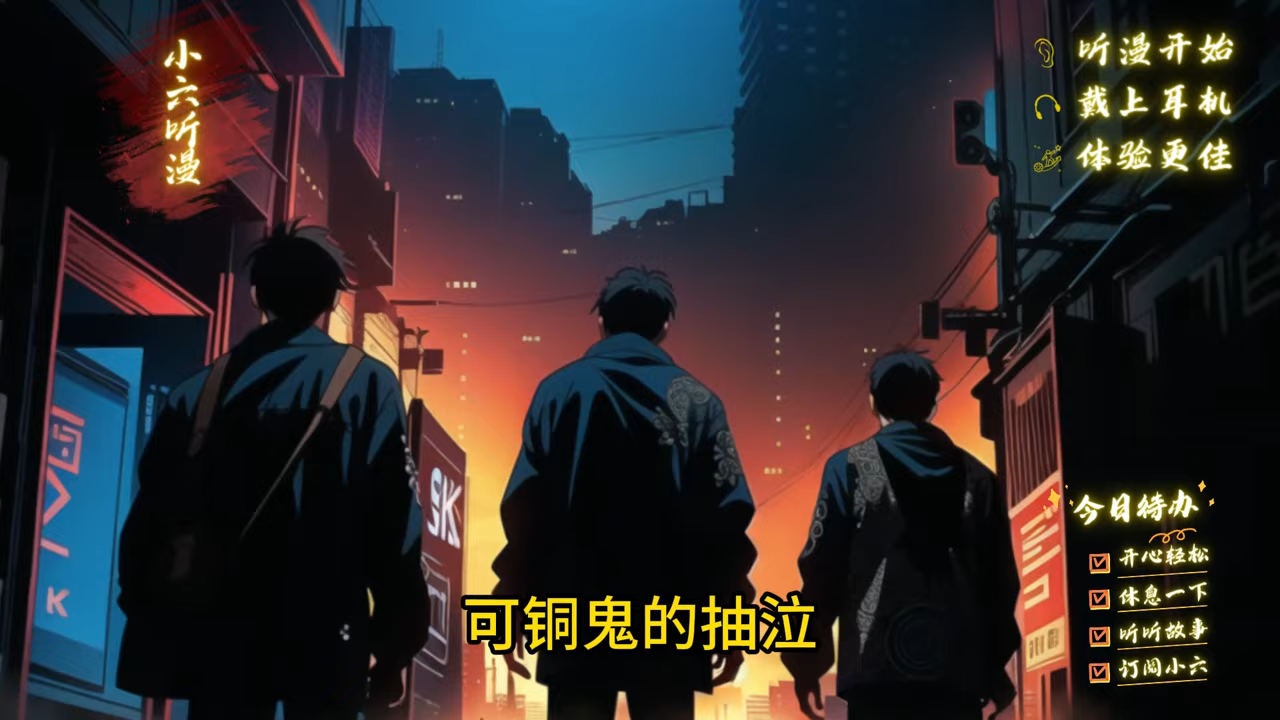 小六听漫
听漫开始
戴上耳机
体验更佳
SK
K
今日待办
开心轻松
休息一下
听听故事
订阅小六
可铜鬼的抽泣